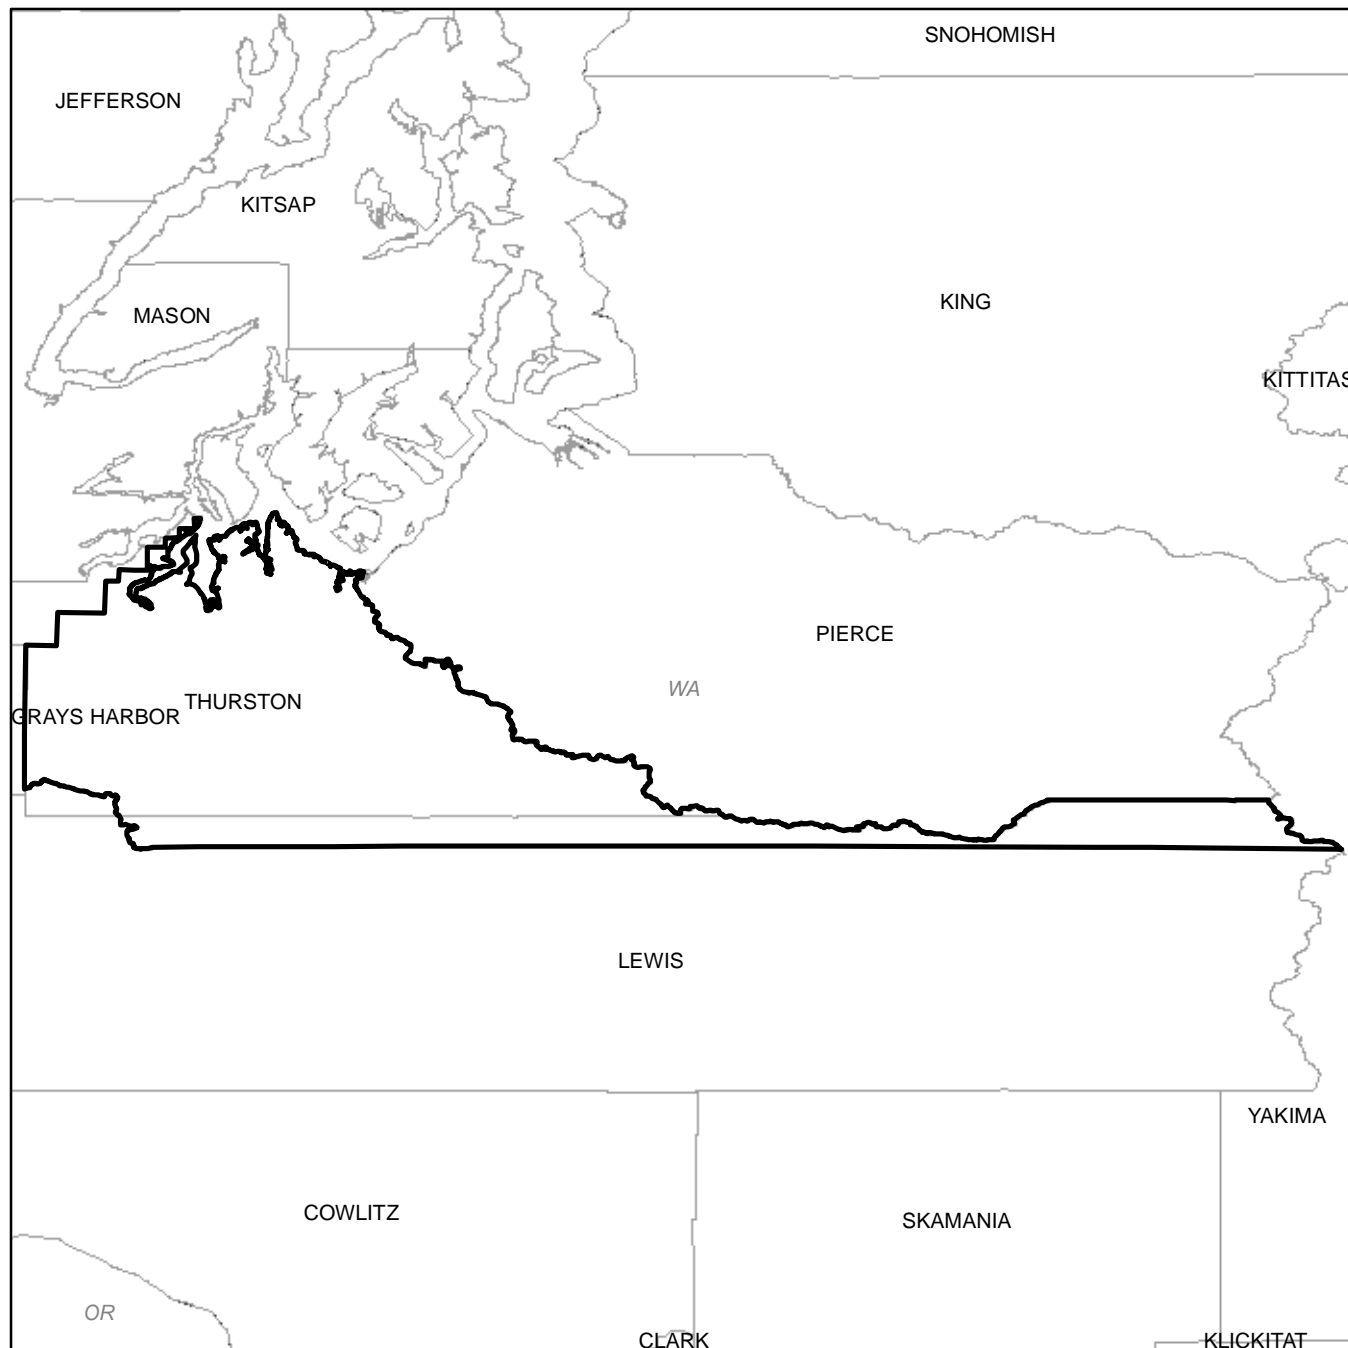 SNOHOMISH
JEFFERSON
KITSAP
KING
MASON
KITTITAS
PIERCE
WA
THURSTON
GRAYS HARBOR
LEWIS
YAKIMA
COWLITZ
SKAMANIA
OR
CLARK
KLICKITAT